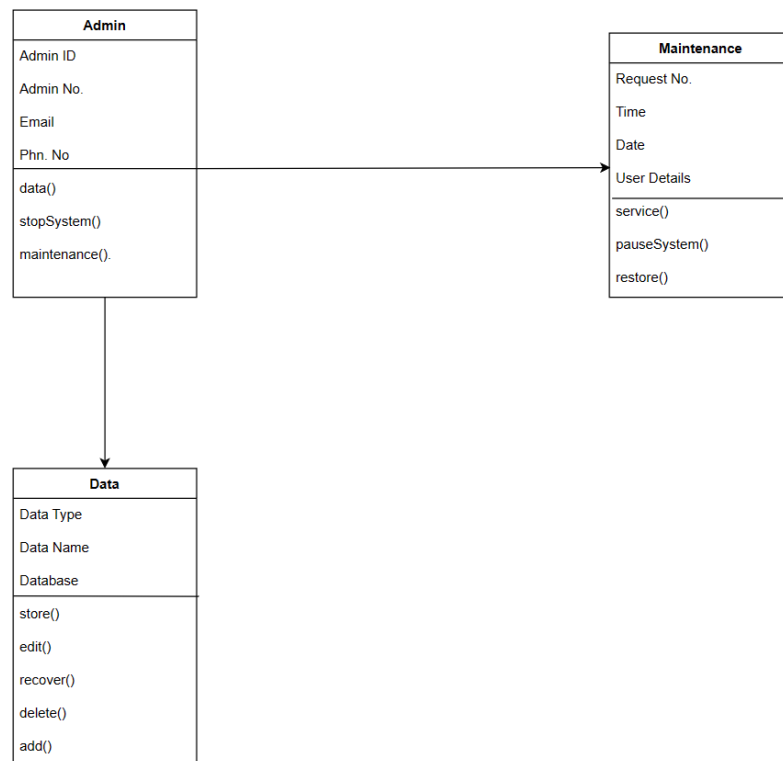 Admin
Admin ID
Admin No.
Email
Phn. No
data()
stopSystem()
maintenance().
Maintenance
Request No.
Time
Date
User Details
service()
pauseSystem()
restore()
Data
Data Type
Data Name
Database
store()
edit()
recover()
delete()
add()